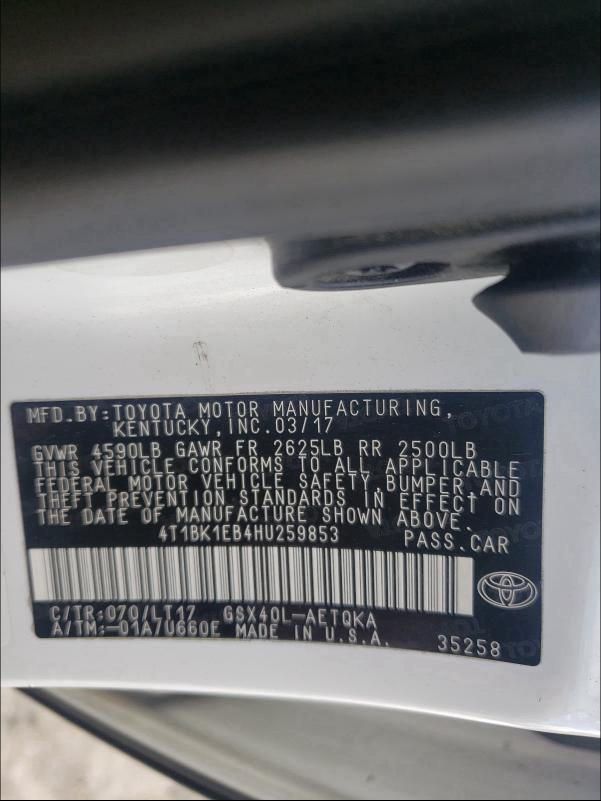 MFD.BY:TOYOTA MOTOR MANUFACTURING,
KENTUCKY,INC.03/17
GVWR 4590LB GAWR FR 2625LB RR 2500LB
THIS VEHICLE CONFORMS TO ALL APPLICABLE
FEDERAL MOTOR VEHICLE SAFETY,BUMPER,AND
THEFT PREVENTION STANDARDS IN EFFECT ON
THE DATE OF MANUFACTURE SHOWN ABOVE.
4T1BK1EB4HU259853 PASS.CAR
C/TR:070/LT17 GSX40L-AETQKA
A/TM:-01A/U660E MADE IN U.S.A. 35258